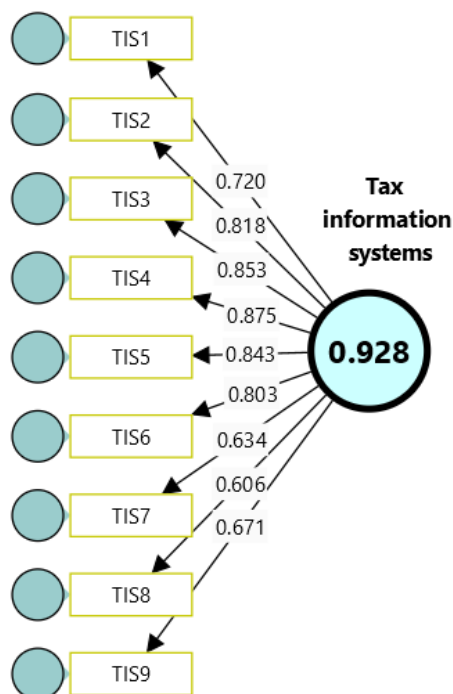 TIS1
TIS2
TIS3
TIS4
TIS5
TIS6
TIS7
TIS8
TIS9
0.720
0.818
0.853
0.875
0.843
0.803
0.634
0.606
0.671
Tax
information
systems
0.928